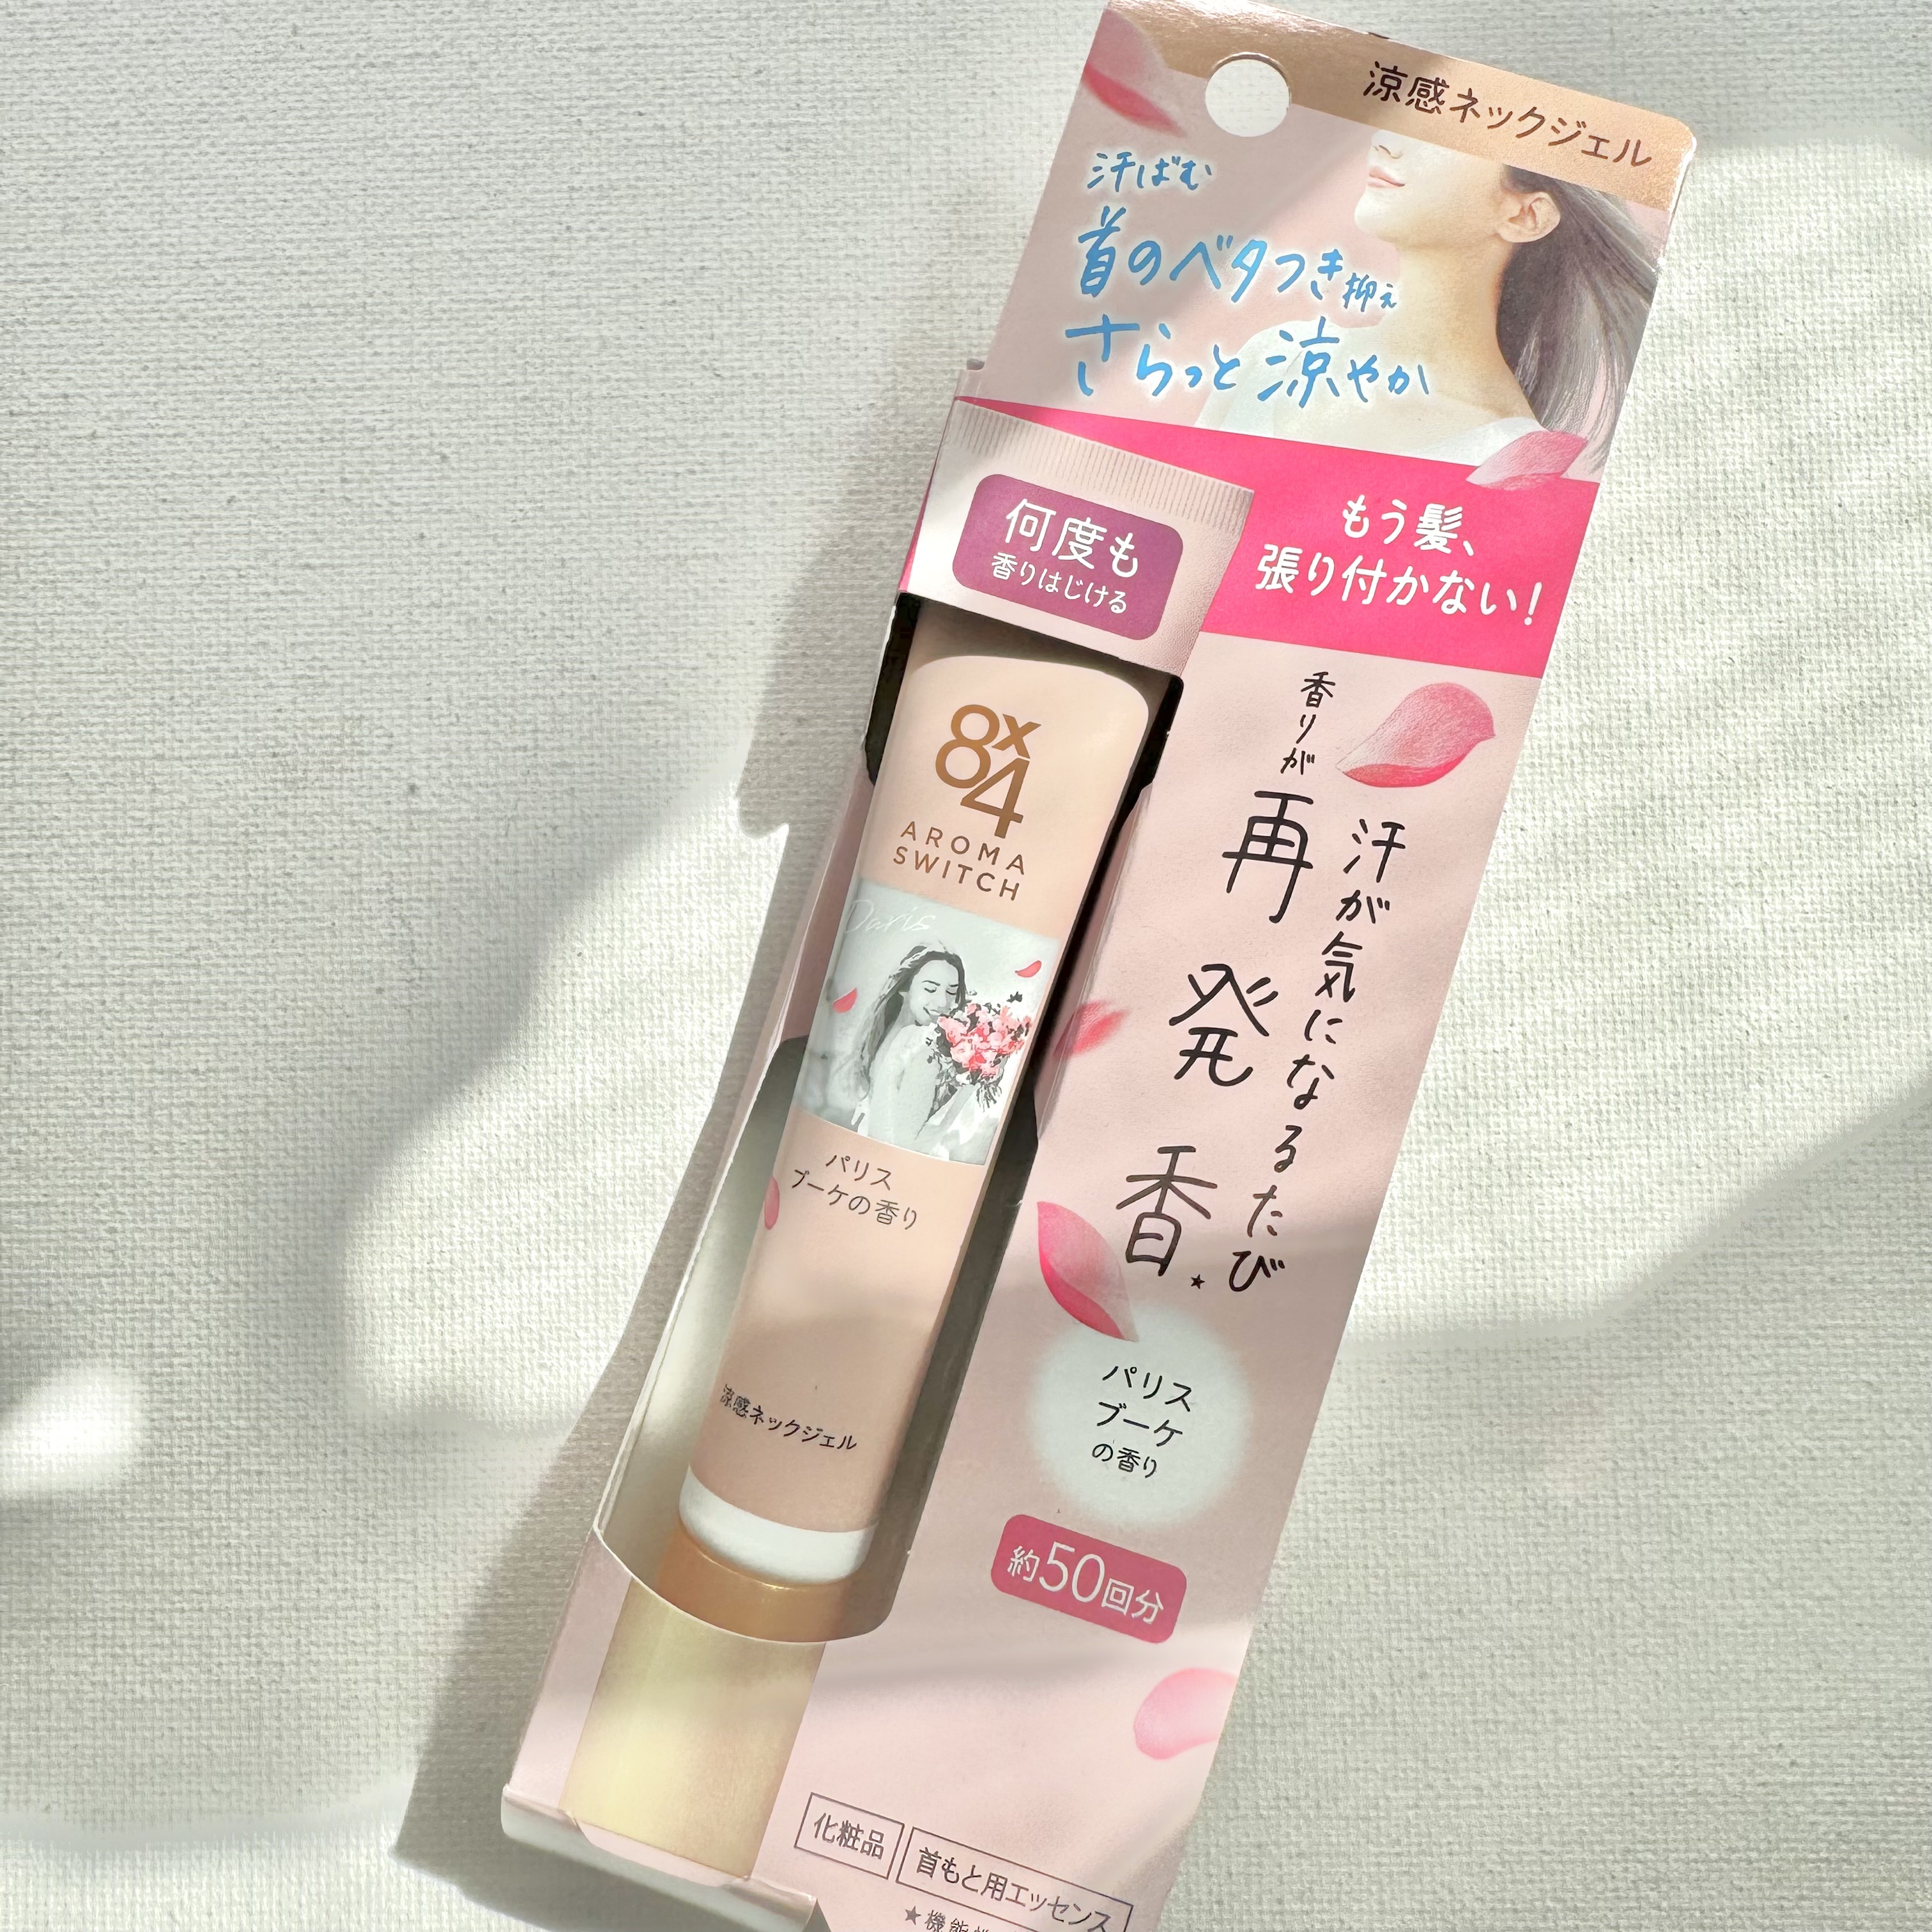 涼感ネックジェル
汗ばむ
首のベタつき抑え
さらっと涼やか
もう髪、
張り付かない!
何度も
香りはじける
8x4
AROMA
SWITCH
Paris
パリス
ブーケの香り
涼感ネックジェル
汗が気になるたび
香りが再発香★
パリス
ブーケ
の香り
約50回分
化粧品
首もと用エッセンス
★機能